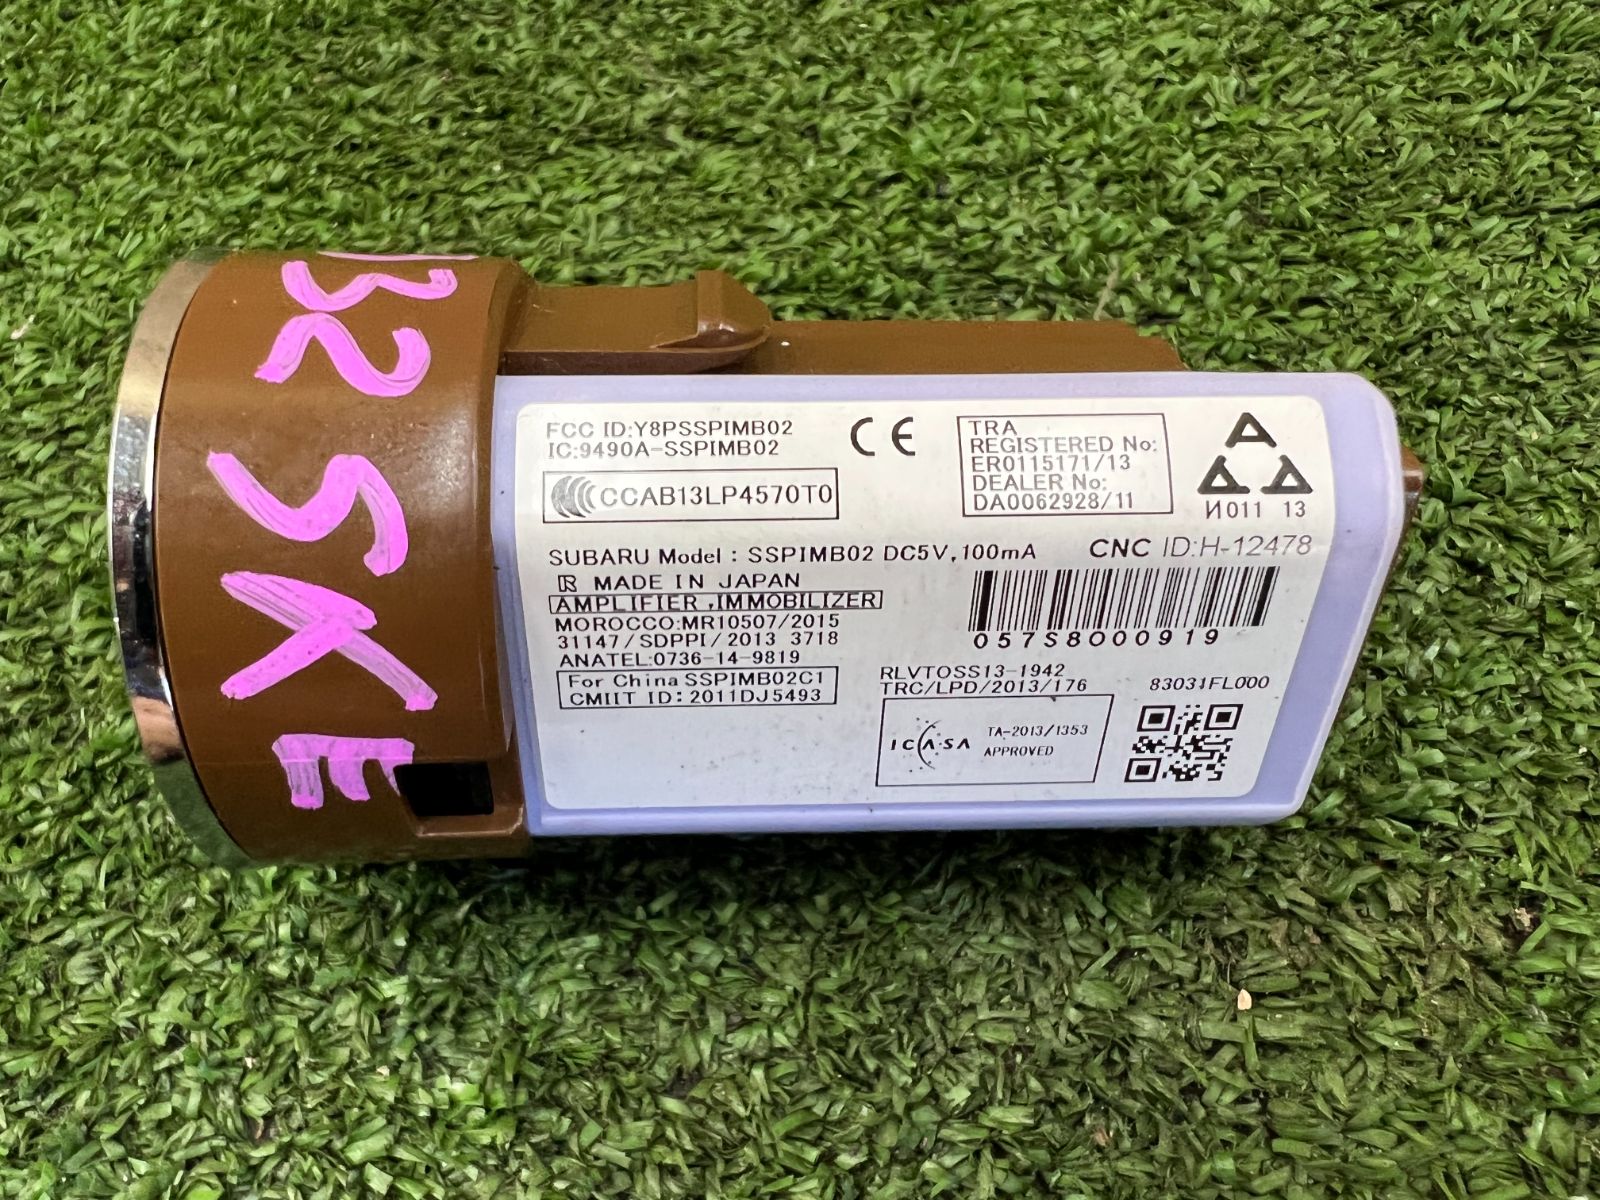 B2SKE
FCC ID:Y8PSSPIMB02
IC:9490A-SSPIMB02
CCAB13LP4570T0
CE
TRA
REGISTERED No:
ER0115171/13
DEALER No:
DA0062928/11
И011 13
SUBARU Model : SSPIMB02 DC5V,100mA
CNC ID:H-12478
R MADE IN JAPAN
AMPLIFIER ,IMMOBILIZER
MOROCCO:MR10507/2015
31147/SDPPI/2013 3718
ANATEL:0736-14-9819
For China SSPIMB02C1
CMIIT ID: 2011DJ5493
057S8000919
RLVTOSS13-1942
TRC/LPD/2013/176
83031FL000
ICASA
TA-2013/1353
APPROVED